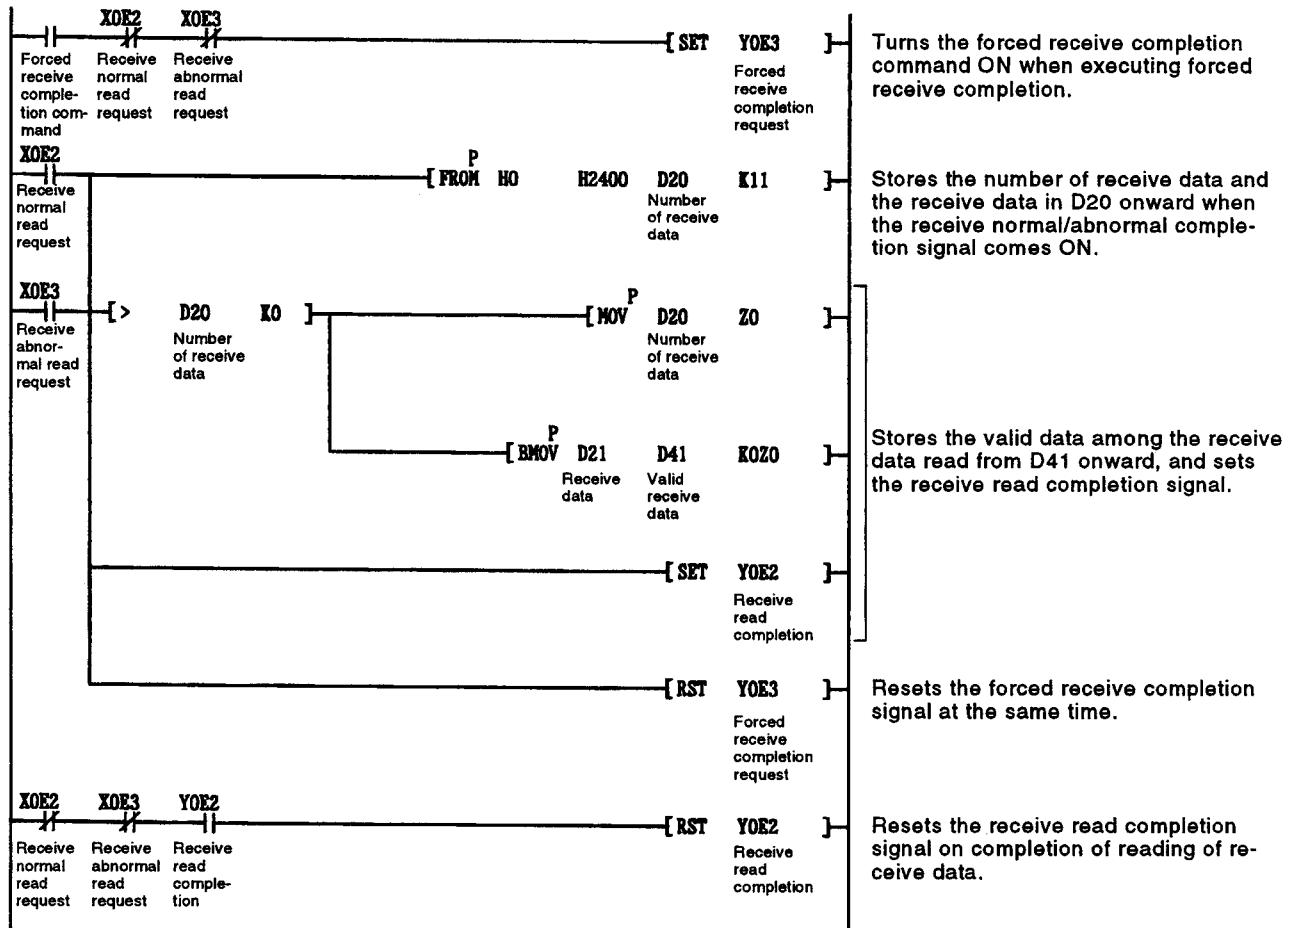 X0E2 X0E3
[ SET Y0E3 ]
Forced
receive
comple-
tion com-
mand
Receive
normal
read
request
Receive
abnormal
read
request
Forced
receive
completion
request
Turns the forced receive completion
command ON when executing forced
receive completion.
X0E2
Receive
normal
read
request
P
[ FROM H0 H2400 D20 K11 ]
Number
of receive
data
Stores the number of receive data and
the receive data in D20 onward when
the receive normal/abnormal comple-
tion signal comes ON.
X0E3
Receive
abnor-
mal read
request
[ > D20 K0 ]
Number
of receive
data
P
[ MOV D20 Z0 ]
Number
of receive
data
P
[ BMOV D21 D41 K0Z0 ]
Receive
data
Valid
receive
data
Stores the valid data among the receive
data read from D41 onward, and sets
the receive read completion signal.
[ SET Y0E2 ]
Receive
read
completion
[ RST Y0E3 ]
Forced
receive
completion
request
Resets the forced receive completion
signal at the same time.
X0E2 X0E3 Y0E2
[ RST Y0E2 ]
Receive
normal
read
request
Receive
abnormal
read
request
Receive
read
comple-
tion
Receive
read
completion
Resets the receive read completion
signal on completion of reading of re-
ceive data.